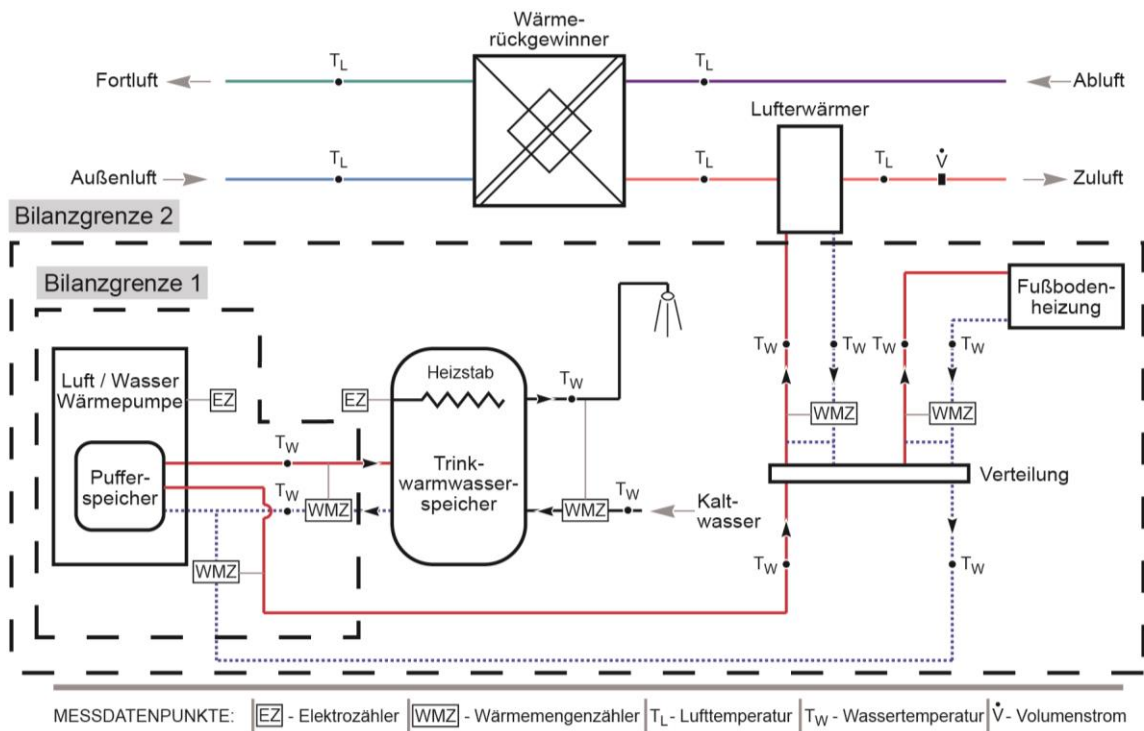 Wärme-
rückgewinner
Fortluft
T_L
T_L
Abluft
Lufterwärmer
Außenluft
T_L
T_L
T_L
V̇
Zuluft
Bilanzgrenze 2
Bilanzgrenze 1
Fußboden-
heizung
Luft / Wasser
Wärmepumpe
EZ
EZ
Heizstab
T_W
T_W
T_W
T_W
T_W
WMZ
WMZ
Puffer-
speicher
T_W
T_W
WMZ
Trink-
warmwasser-
speicher
WMZ
T_W
Kalt-
wasser
Verteilung
WMZ
T_W
T_W
MESSDATENPUNKTE:
EZ - Elektrozähler
WMZ - Wärmemengenzähler
T_L - Lufttemperatur
T_W - Wassertemperatur
V̇ - Volumenstrom